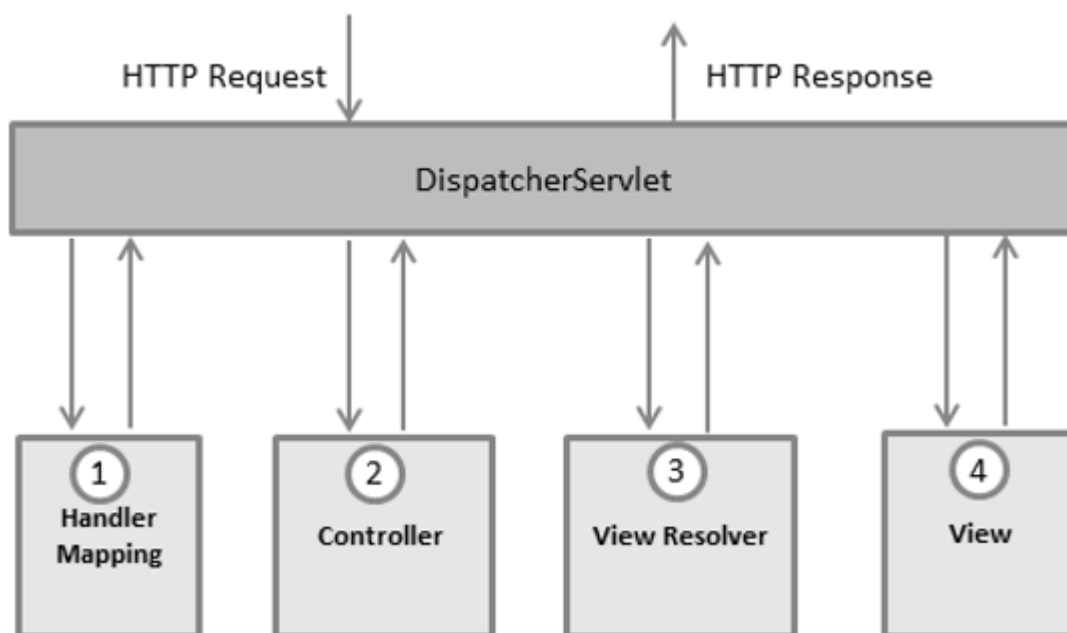 HTTP Request
HTTP Response
DispatcherServlet
1
Handler
Mapping
2
Controller
3
View Resolver
4
View